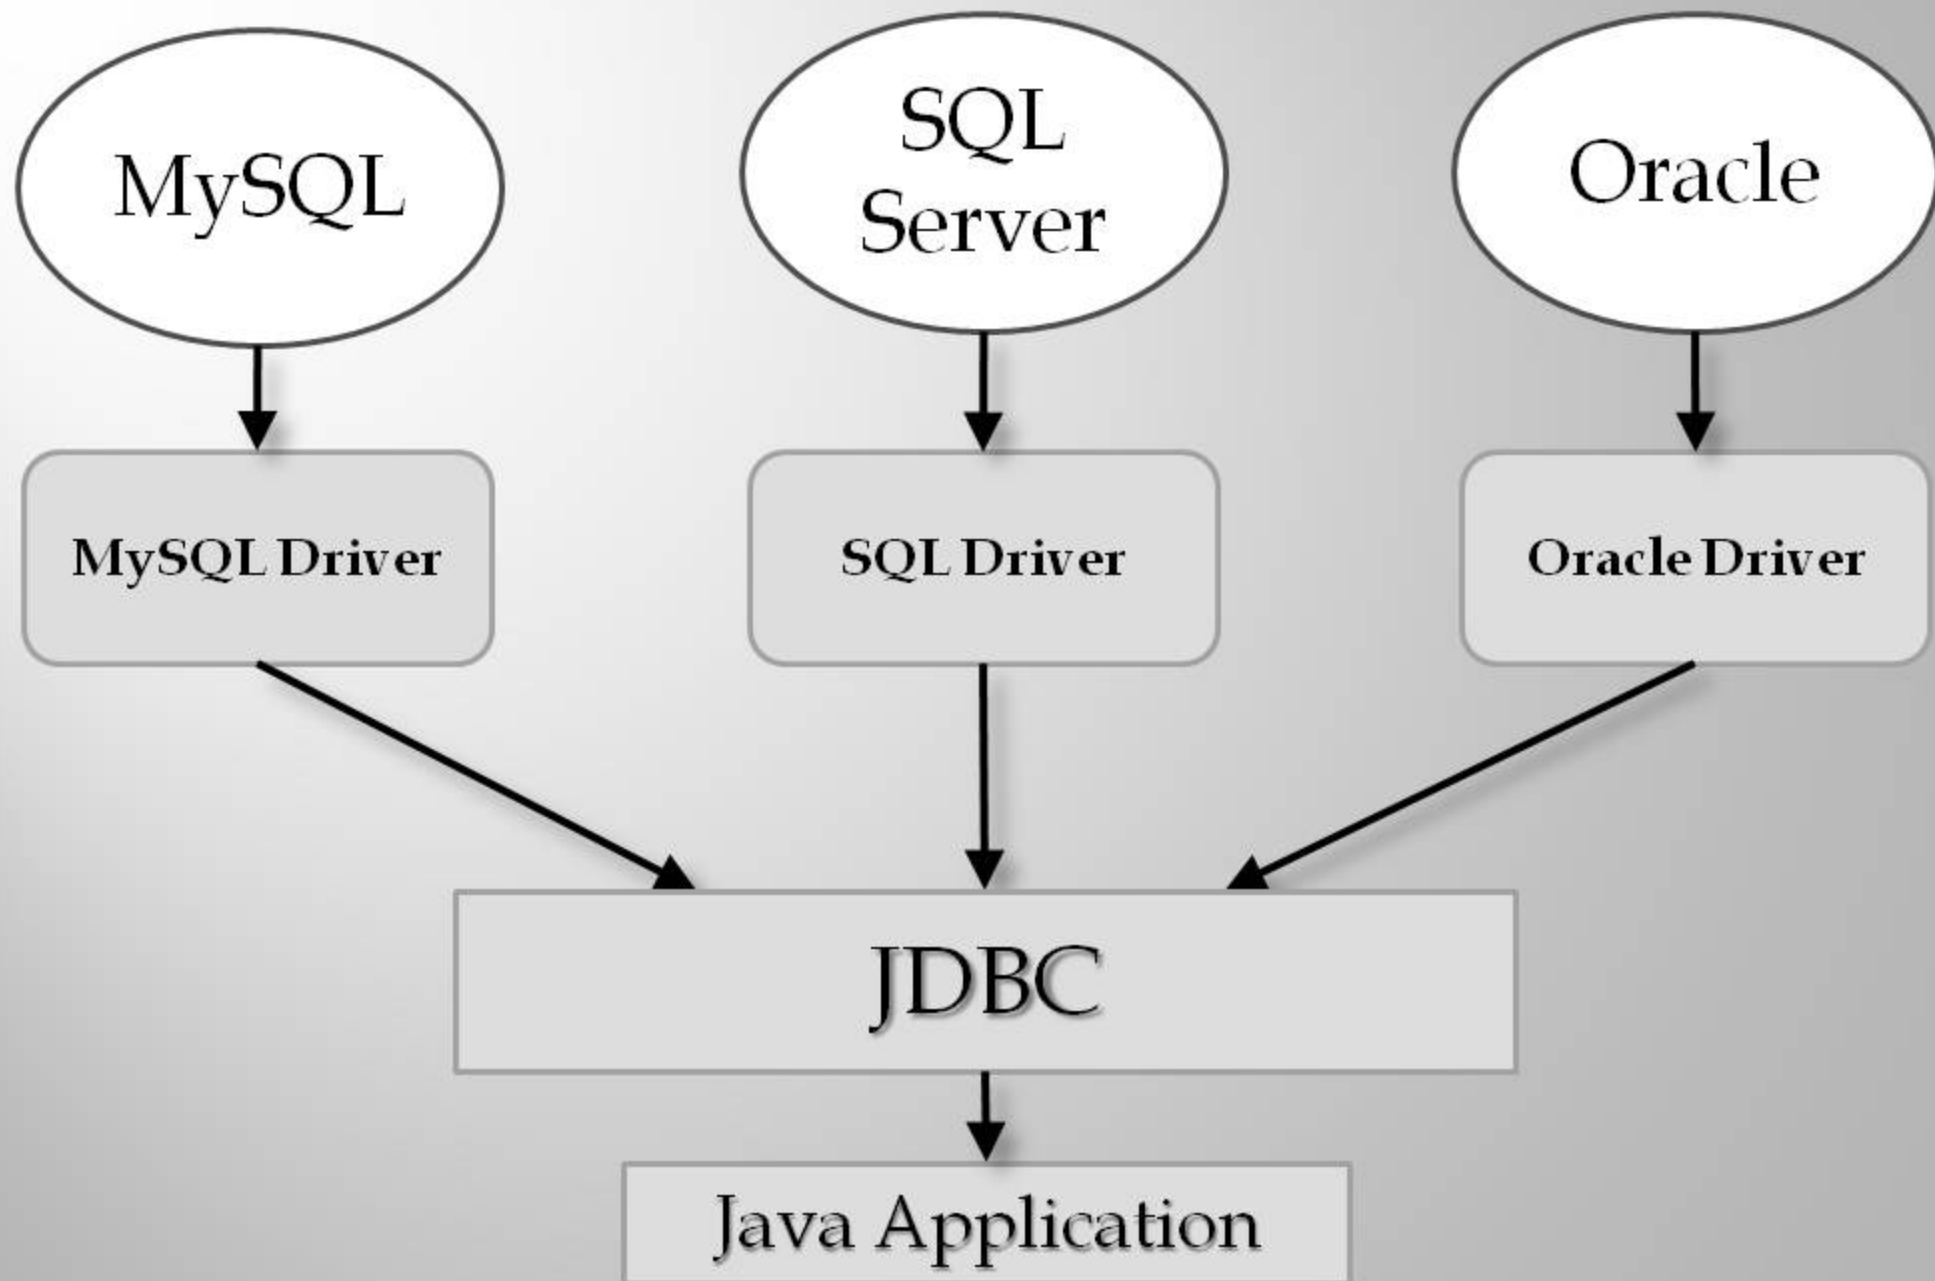 MySQL
SQL
Server
Oracle
MySQL Driver
SQL Driver
Oracle Driver
JDBC
Java Application